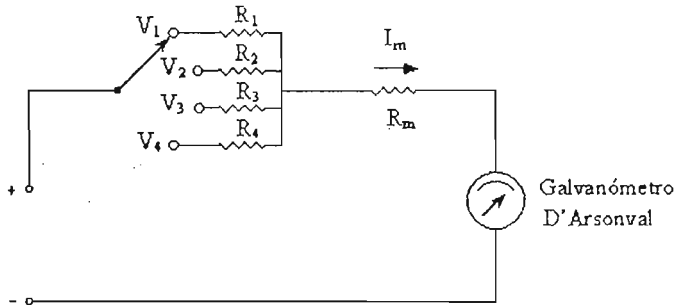 V₁
R₁
V₂
R₂
V₃
R₃
V₄
R₄
Iₘ
Rₘ
+
Galvanómetro
D'Arsonval
-